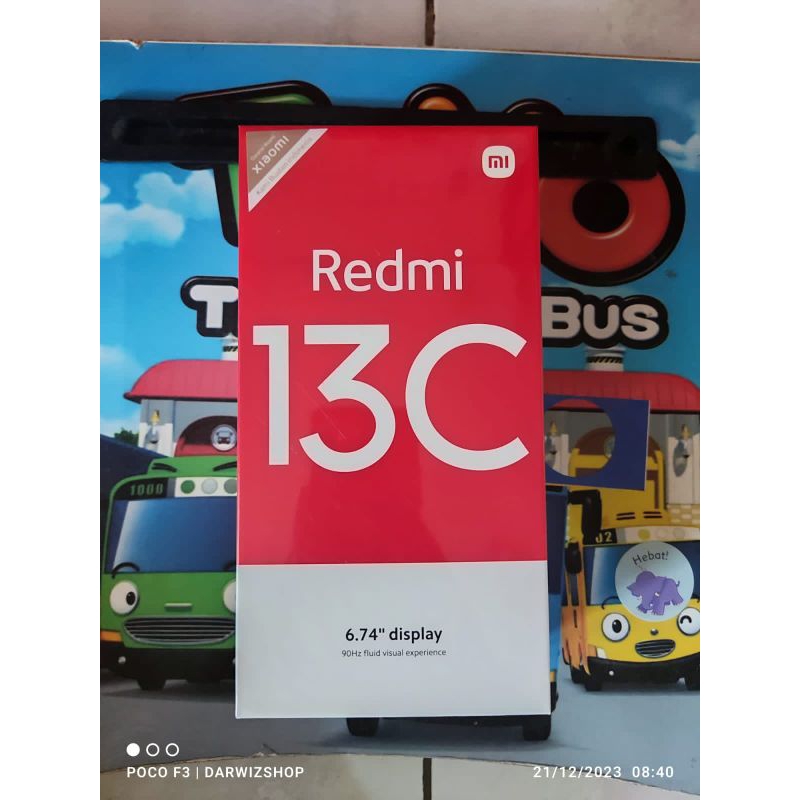 xiaomi
mi
Redmi
13C
T
BUS
1000
02
Hebat!
6.74" display
90Hz fluid visual experience
POCO F3 | DARWIZSHOP
21/12/2023 08:40